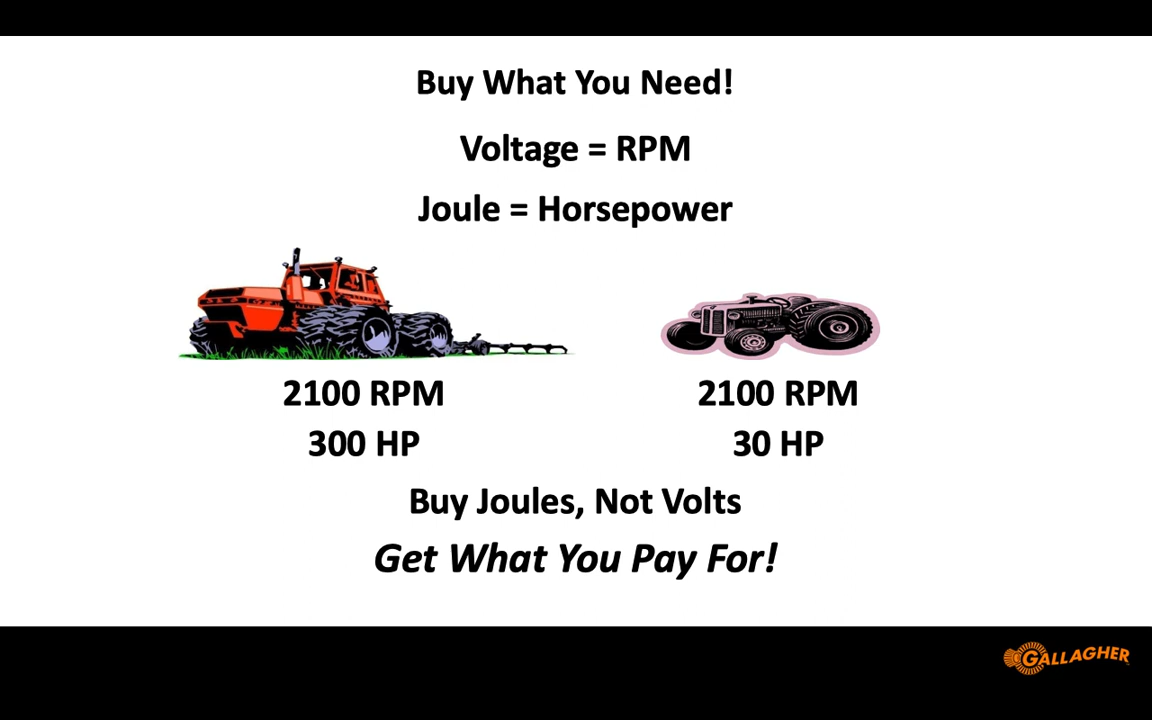 Buy What You Need!
Voltage = RPM
Joule = Horsepower
2100 RPM
300 HP
2100 RPM
30 HP
Buy Joules, Not Volts
Get What You Pay For!
GALLAGHER